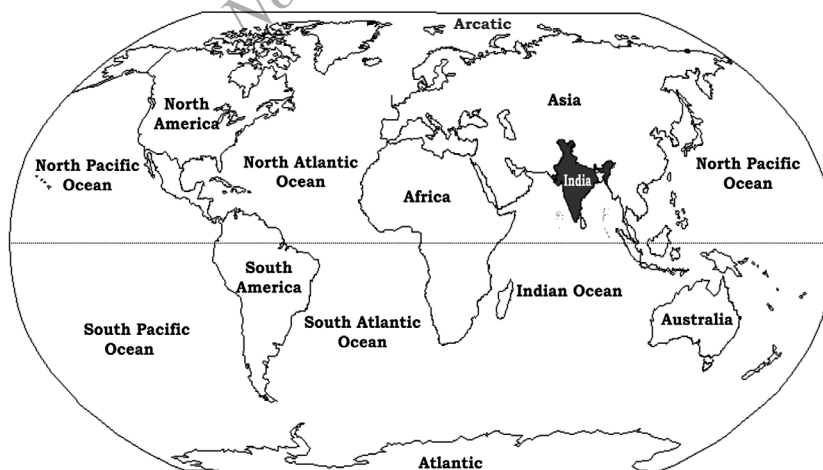 Arcatic
North
America
Asia
North Pacific
Ocean
North Atlantic
Ocean
Africa
India
North Pacific
Ocean
South
America
Indian Ocean
South Pacific
Ocean
South Atlantic
Ocean
Australia
Atlantic